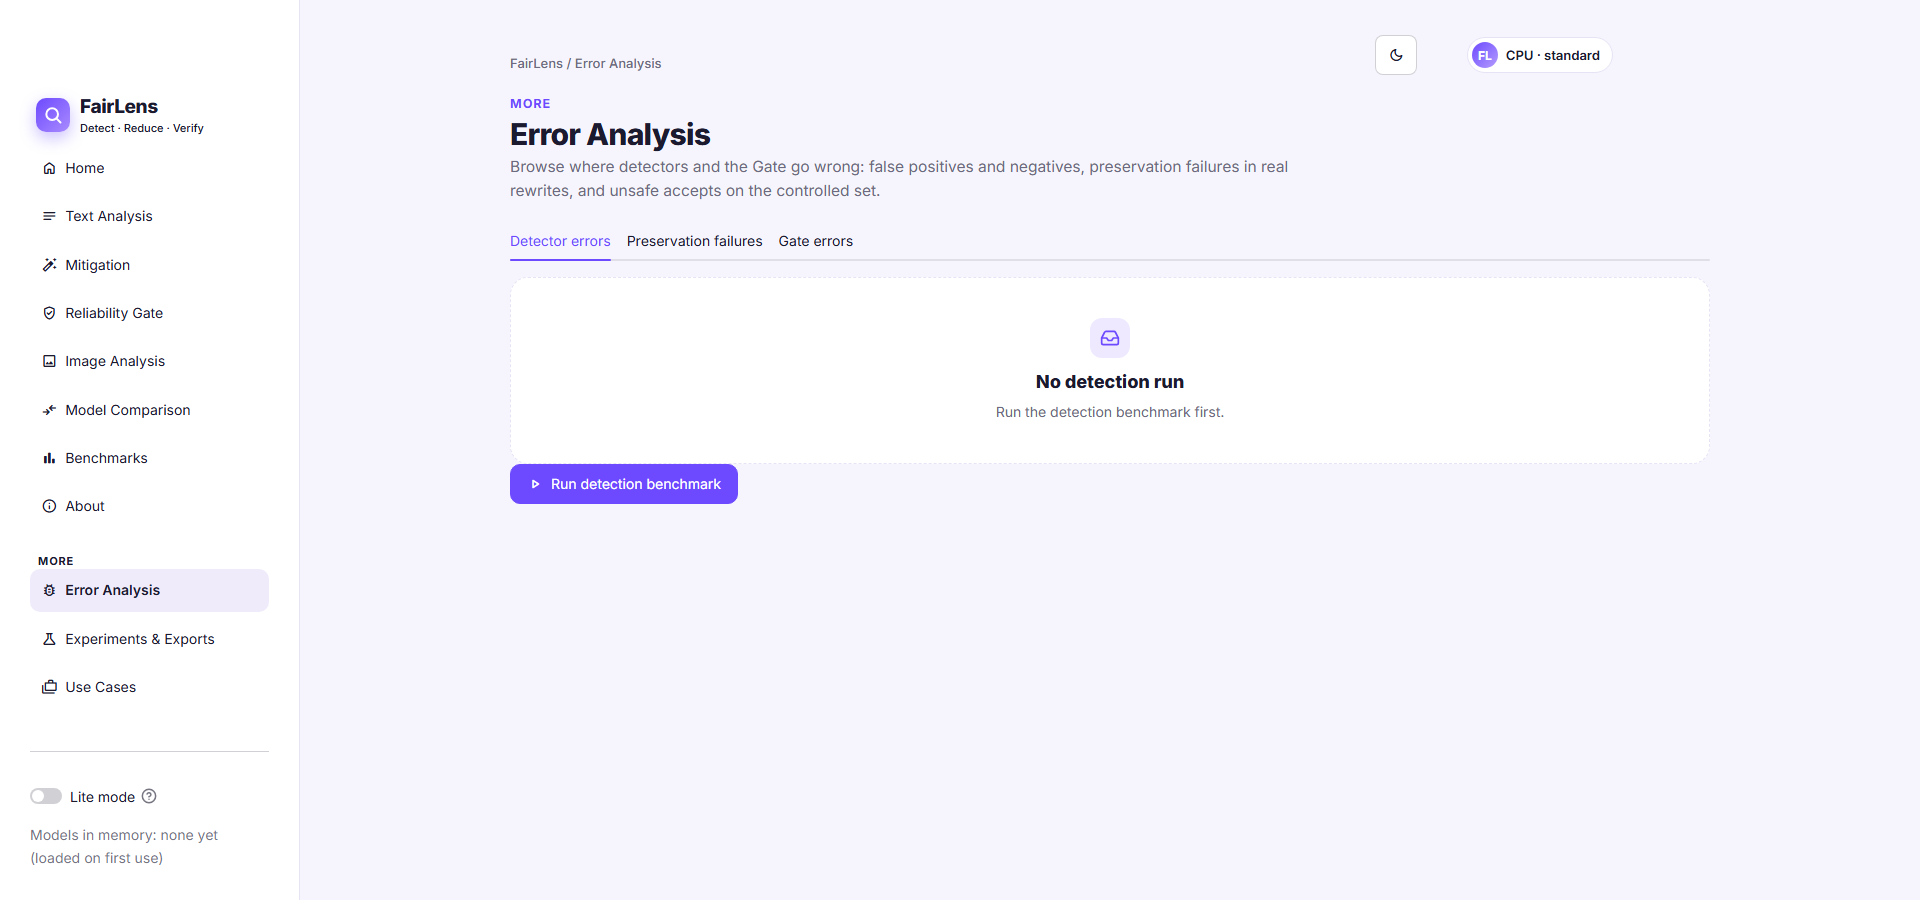 FairLens
Detect · Reduce · Verify
Home
Text Analysis
Mitigation
Reliability Gate
Image Analysis
Model Comparison
Benchmarks
About
MORE
Error Analysis
Experiments & Exports
Use Cases
Lite mode
Models in memory: none yet
(loaded on first use)
FairLens / Error Analysis
FL CPU · standard
MORE
Error Analysis
Browse where detectors and the Gate go wrong: false positives and negatives, preservation failures in real
rewrites, and unsafe accepts on the controlled set.
Detector errors Preservation failures Gate errors
No detection run
Run the detection benchmark first.
Run detection benchmark